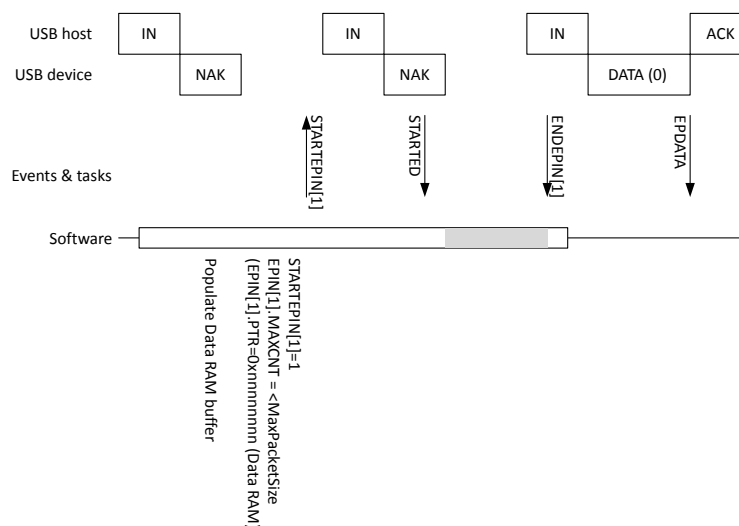 USB host IN IN IN ACK
USB device NAK NAK DATA (0)
STARTEPIN[1]
STARTED
ENDEPIN[1]
EPDATA
Events & tasks
Software
STARTEPIN[1]=1
EPIN[1].MAXCNT = <MaxPacketSize
(EPIN[1].PTR=0xnnnnnnnn (Data RAM)
Populate Data RAM buffer